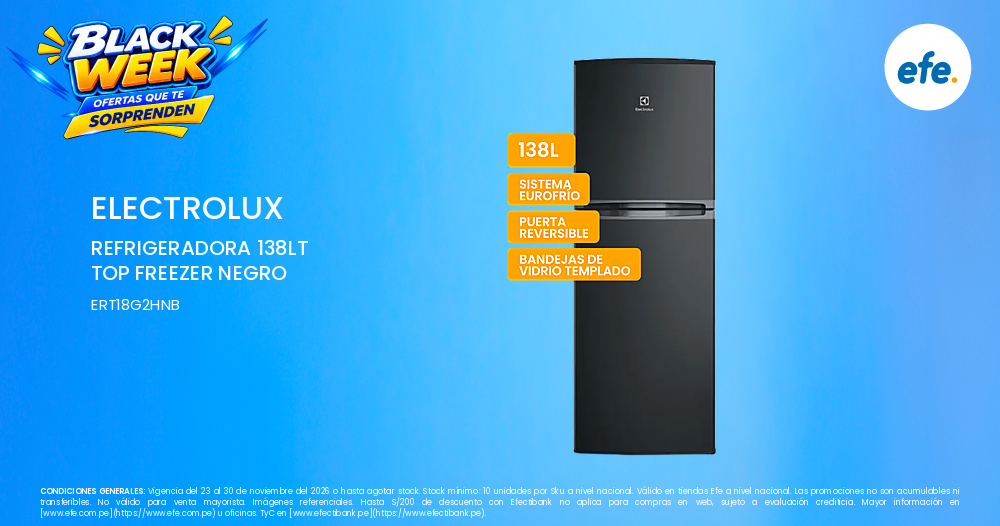 BLACK
WEEK
OFERTAS QUE TE
SORPRENDEN
efe.
Electrolux
138L
SISTEMA
EUROFRÍO
PUERTA
REVERSIBLE
BANDEJAS DE
VIDRIO TEMPLADO
ELECTROLUX
REFRIGERADORA 138LT
TOP FREEZER NEGRO
ERT18G2HNB
CONDICIONES GENERALES: Vigencia del 23 al 30 de noviembre del 2026 o hasta agotar stock. Stock minimo: 10 unidades por Sku a nivel nacional. Válido en tiendas Efe a nivel nacional. Las promociones no son acumulables ni
transferibles. No válido para venta mayorista. Imágenes referenciales. Hasta S/200 de descuento con Efectibank no aplica para compras en web, sujeto a evaluación crediticia. Mayor información en
[www.efe.com.pe](https://www.efe.com.pe) u oficinas. TyC en [www.efectibank.pe](https://www.efectibank.pe).